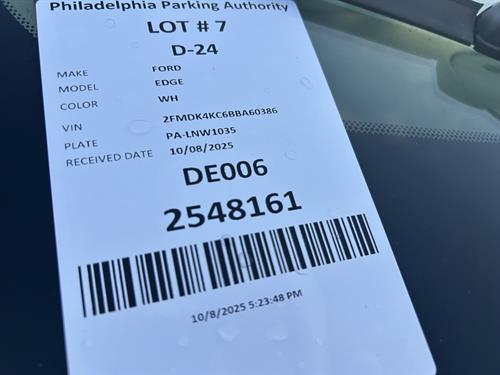 Philadelphia Parking Authority
LOT # 7
D-24
MAKE FORD
MODEL EDGE
COLOR WH
VIN 2FMDK4KC6BBA60386
PLATE PA-LNW1035
RECEIVED DATE 10/08/2025
DE006
2548161
10/8/2025 5:23:48 PM